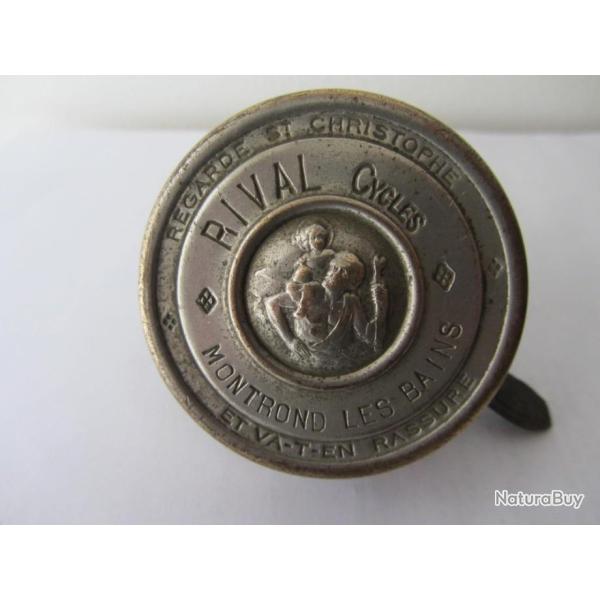 REGARDE ST CHRISTOPHE
RIVAL CYCLES
MONTROND LES BAINS
ET VA-T-EN RASSURE
NaturaBuy